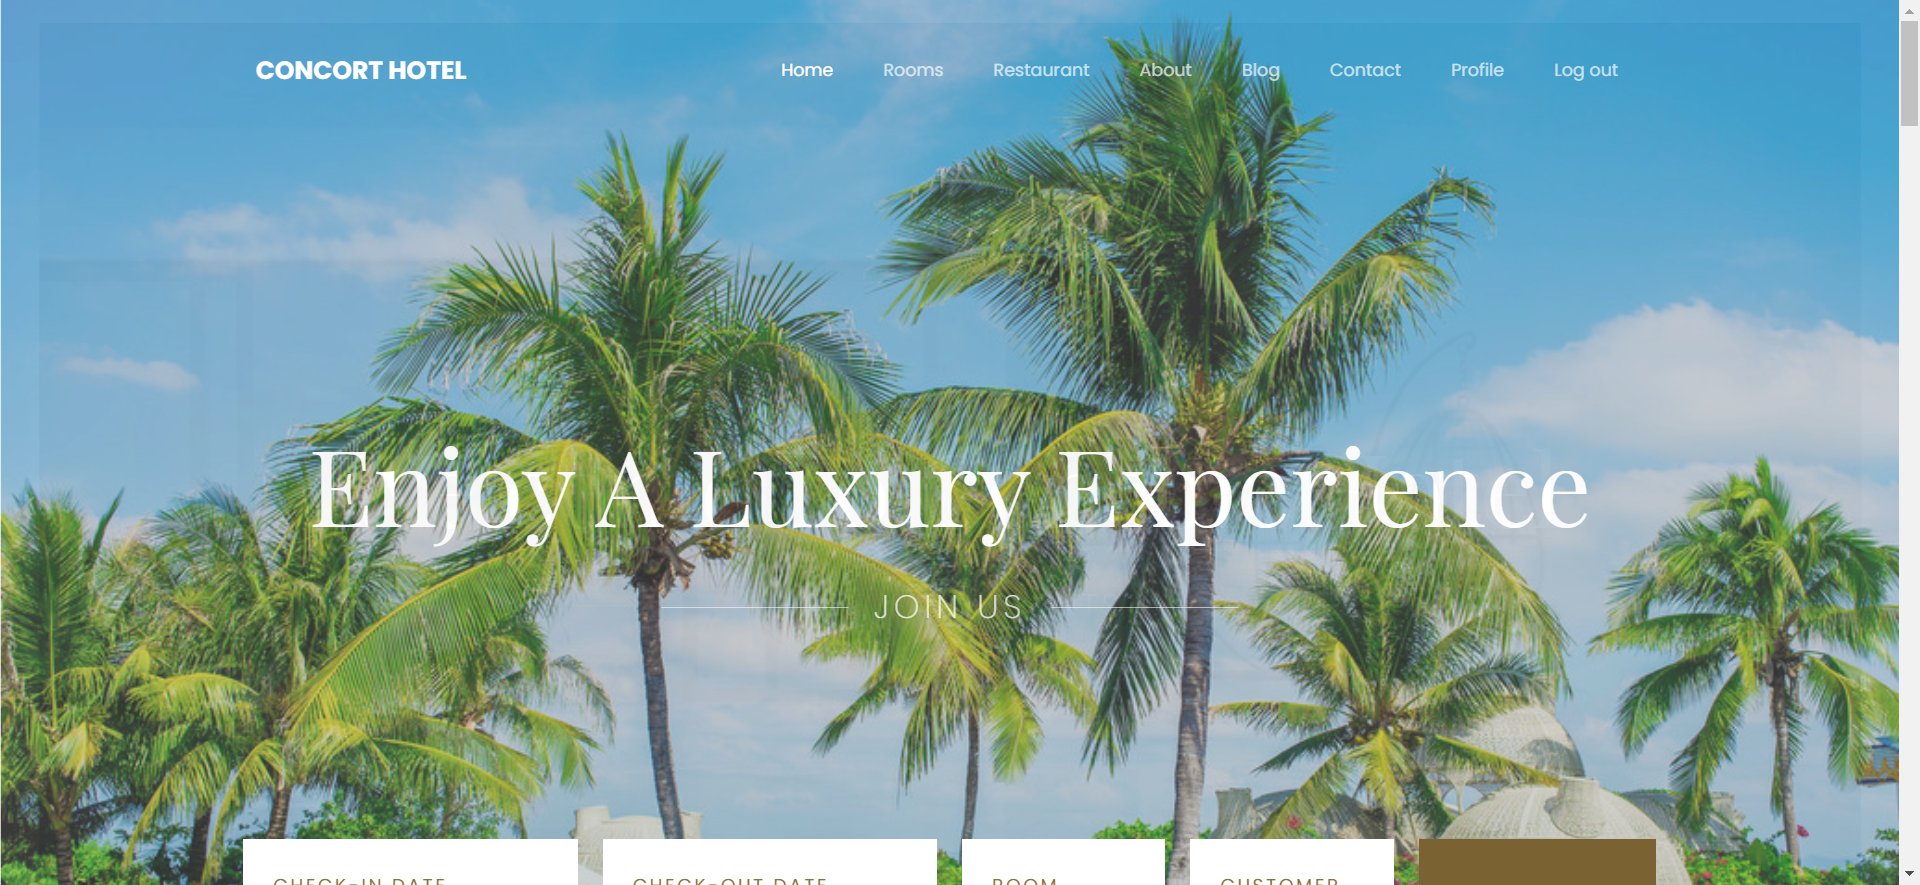 CONCORT HOTEL
Home Rooms Restaurant About Blog Contact Profile Log out
Enjoy A Luxury Experience
JOIN US
CHECK-IN DATE CHECK-OUT DATE ROOM CUSTOMER